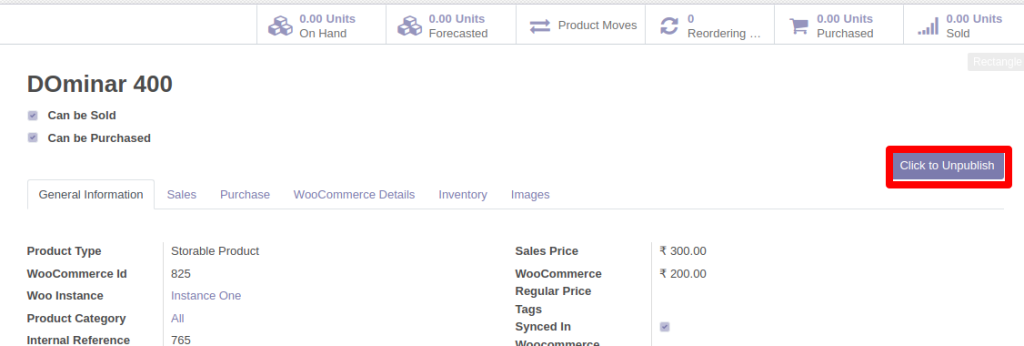 0.00 Units
On Hand
0.00 Units
Forecasted
Product Moves
0
Reordering ...
0.00 Units
Purchased
0.00 Units
Sold
Rectangle
DOminar 400
Can be Sold
Can be Purchased
Click to Unpublish
General Information Sales Purchase WooCommerce Details Inventory Images
Product Type Storable Product
WooCommerce Id 825
Woo Instance Instance One
Product Category All
Internal Reference 765
Sales Price ₹ 300.00
WooCommerce ₹ 200.00
Regular Price
Tags
Synced In
Woocommerce